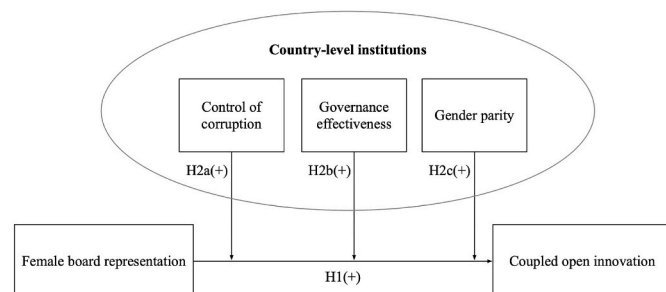 Country-level institutions
Control of
corruption
Governance
effectiveness
Gender parity
H2a(+)
H2b(+)
H2c(+)
Female board representation
Coupled open innovation
H1(+)